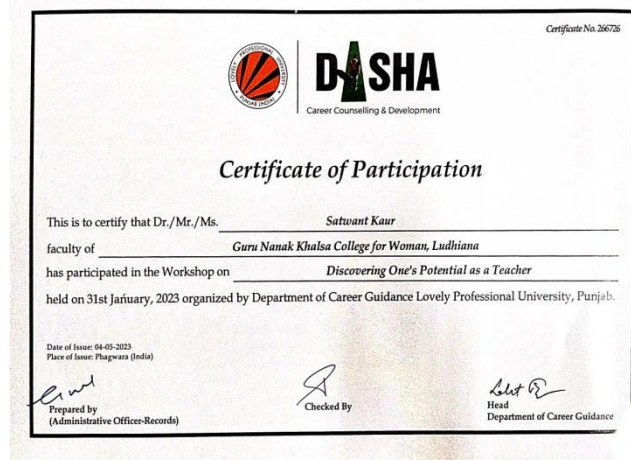 Certificate No. 266726
LOVELY PROFESSIONAL UNIVERSITY
PUNJAB (INDIA)
DISHA
Career Counselling & Development
Certificate of Participation
This is to certify that Dr./Mr./Ms. Satwant Kaur
faculty of Guru Nanak Khalsa College for Woman, Ludhiana
has participated in the Workshop on Discovering One's Potential as a Teacher
held on 31st January, 2023 organized by Department of Career Guidance Lovely Professional University, Punjab.
Date of Issue: 04-05-2023
Place of Issue: Phagwara (India)
Prepared by
(Administrative Officer-Records)
Checked By
Head
Department of Career Guidance